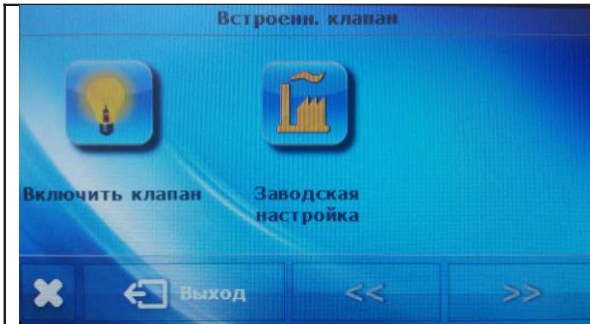 Встроенн. клапан
Включить клапан
Заводская
настройка
Выход
<<
>>